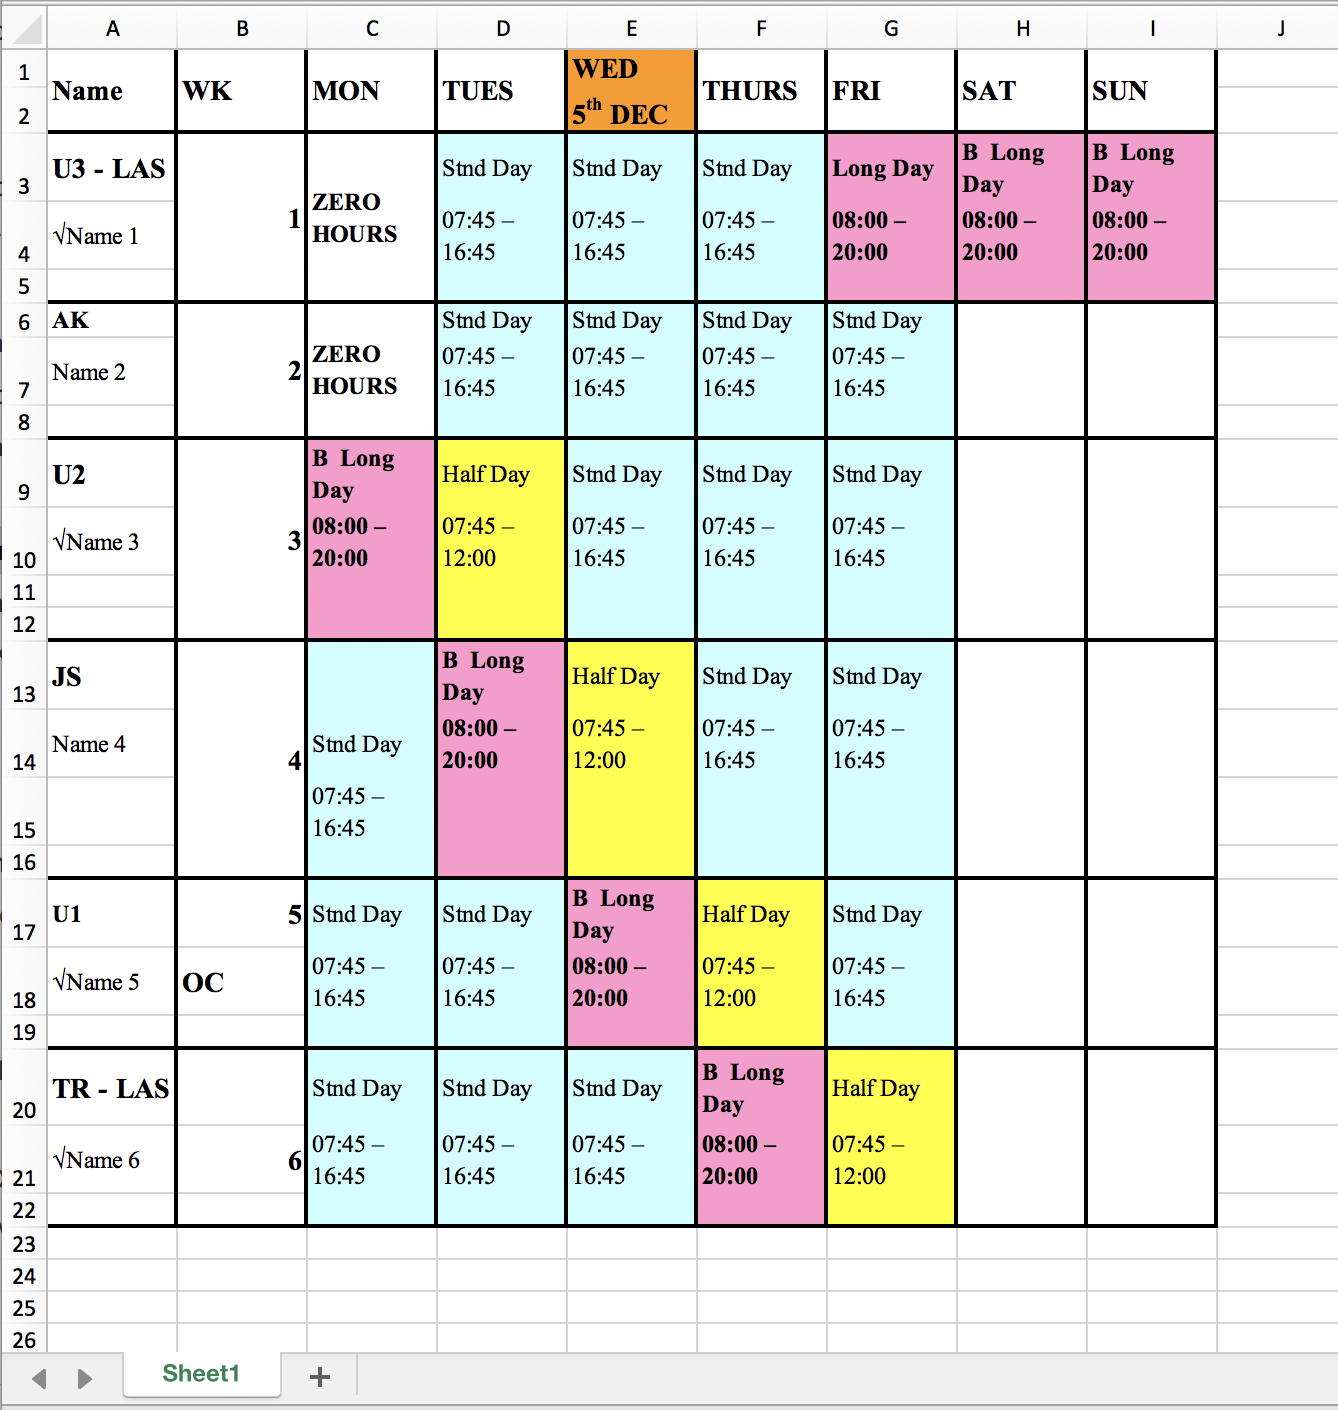 A B C D E F G H I J
1 Name WK MON TUES WED THURS FRI SAT SUN
2 5th DEC
3 U3 - LAS Stnd Day Stnd Day Stnd Day Long Day B Long Day B Long Day
4 √Name 1 1 ZERO HOURS 07:45 – 16:45 07:45 – 16:45 07:45 – 16:45 08:00 – 20:00 08:00 – 20:00 08:00 – 20:00
5
6 AK Stnd Day Stnd Day Stnd Day Stnd Day
7 Name 2 2 ZERO HOURS 07:45 – 16:45 07:45 – 16:45 07:45 – 16:45 07:45 – 16:45
8
9 U2 B Long Day Half Day Stnd Day Stnd Day Stnd Day
10 √Name 3 3 08:00 – 20:00 07:45 – 12:00 07:45 – 16:45 07:45 – 16:45 07:45 – 16:45
11
12
13 JS B Long Day Half Day Stnd Day Stnd Day
14 Name 4 4 Stnd Day 08:00 – 20:00 07:45 – 12:00 07:45 – 16:45 07:45 – 16:45
15 07:45 – 16:45
16
17 U1 5 Stnd Day Stnd Day B Long Day Half Day Stnd Day
18 √Name 5 OC 07:45 – 16:45 07:45 – 16:45 08:00 – 20:00 07:45 – 12:00 07:45 – 16:45
19
20 TR - LAS Stnd Day Stnd Day Stnd Day B Long Day Half Day
21 √Name 6 6 07:45 – 16:45 07:45 – 16:45 07:45 – 16:45 08:00 – 20:00 07:45 – 12:00
22
23
24
25
26
Sheet1 +